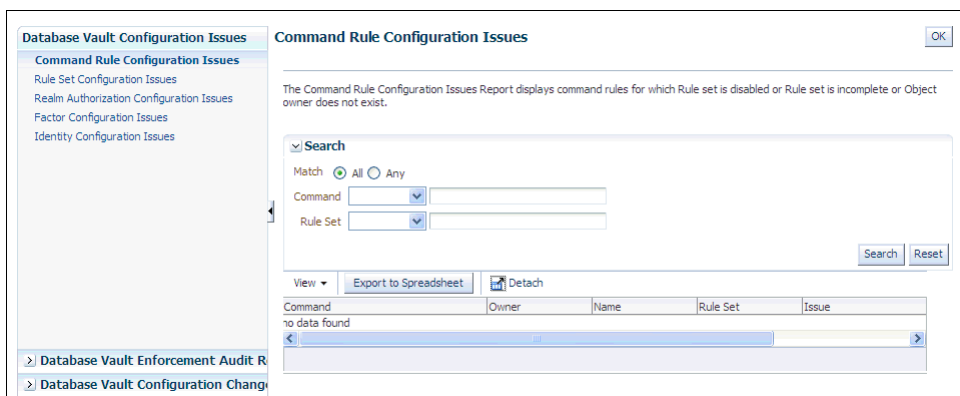 Database Vault Configuration Issues
Command Rule Configuration Issues
Rule Set Configuration Issues
Realm Authorization Configuration Issues
Factor Configuration Issues
Identity Configuration Issues
Database Vault Enforcement Audit R
Database Vault Configuration Chang
Command Rule Configuration Issues
OK
The Command Rule Configuration Issues Report displays command rules for which Rule set is disabled or Rule set is incomplete or Object
owner does not exist.
Search
Match All Any
Command
Rule Set
Search Reset
View Export to Spreadsheet Detach
Command Owner Name Rule Set Issue
no data found